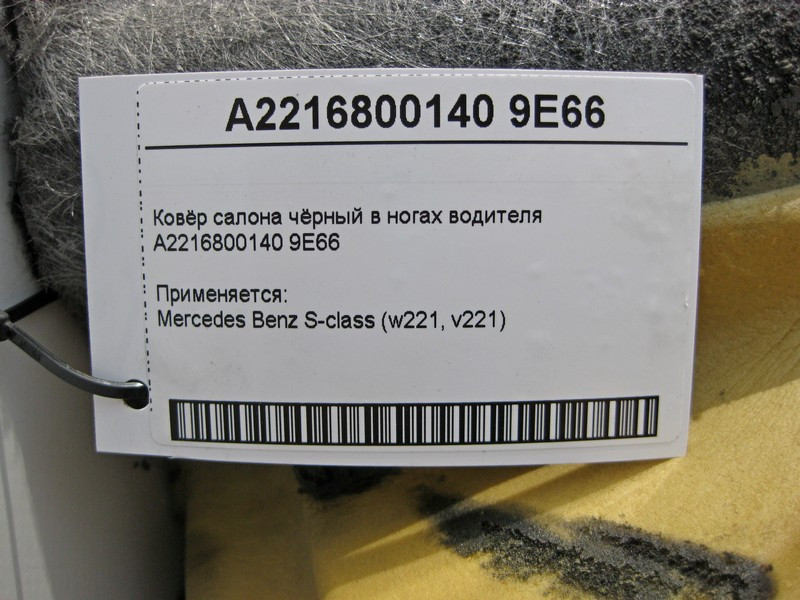 A2216800140 9E66
Ковёр салона чёрный в ногах водителя
A2216800140 9E66
Применяется:
Mercedes Benz S-class (w221, v221)